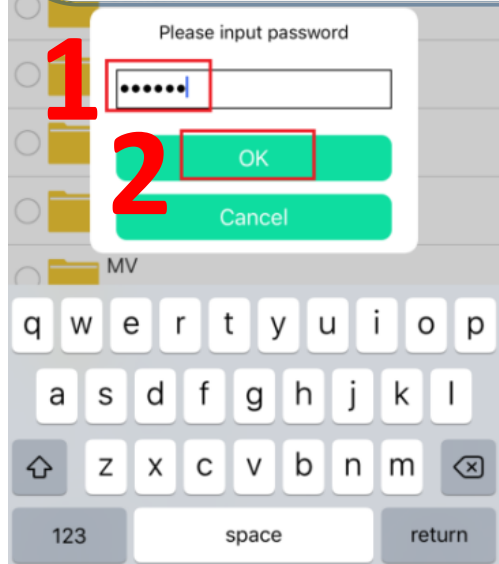 Please input password
1
••••••
OK
2
Cancel
MV
q w e r t y u i o p
a s d f g h j k l
z x c v b n m
123 space return